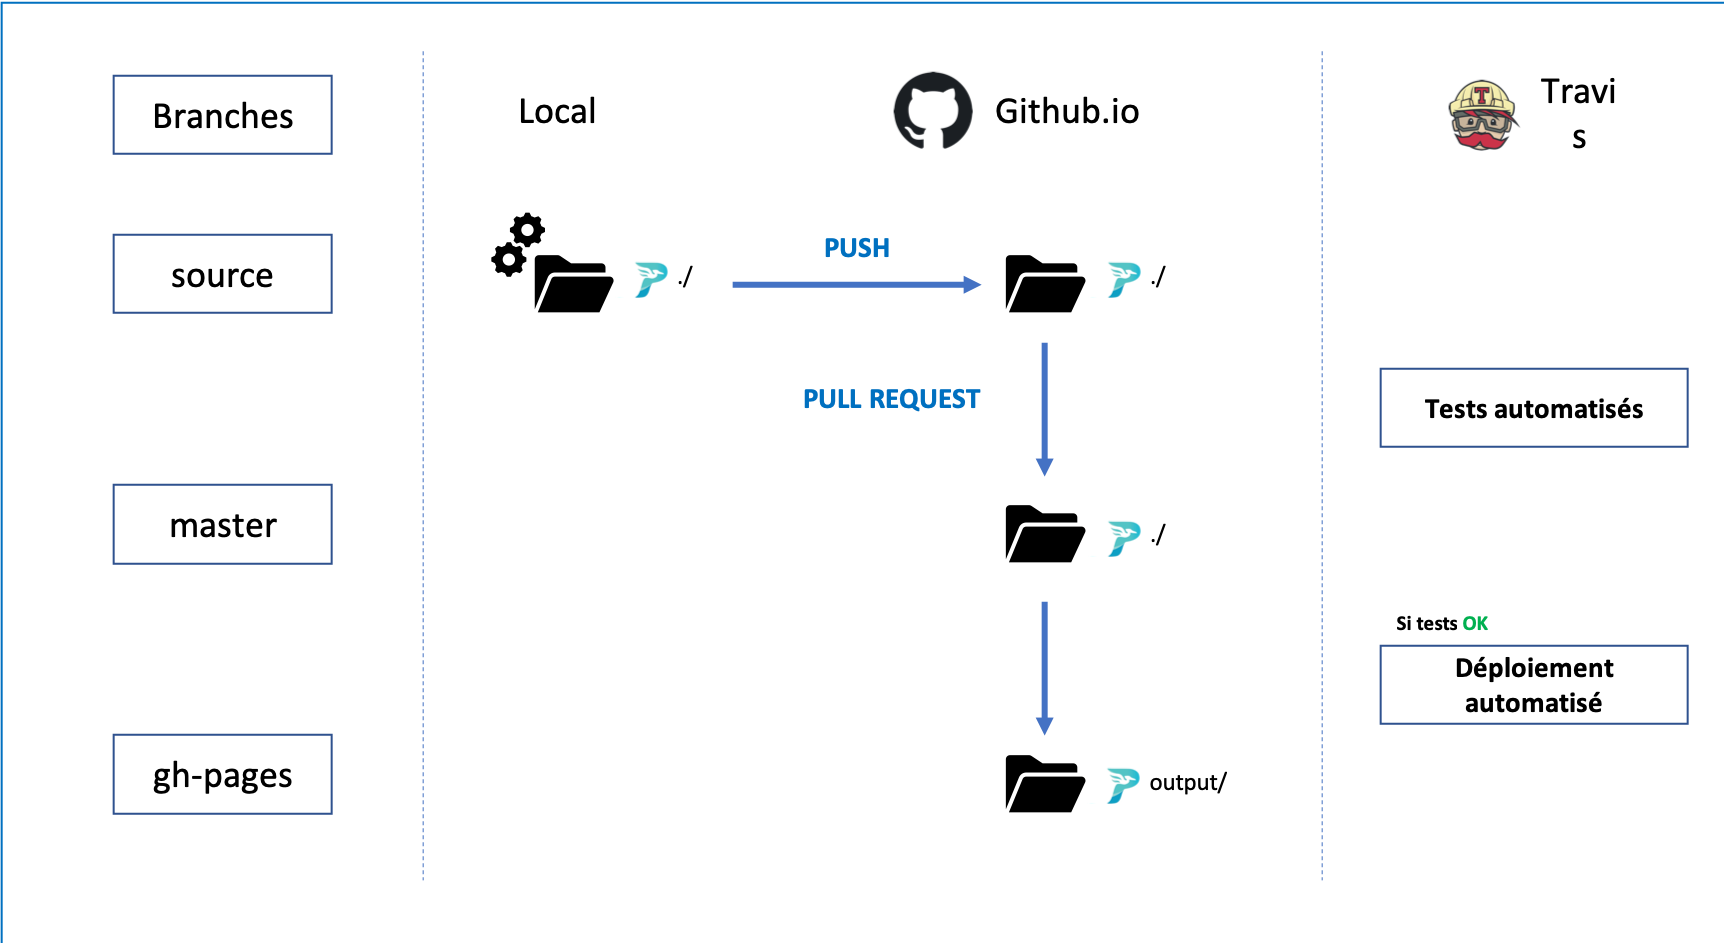 Branches
Local
Github.io
T
Travi
s
source
./
PUSH
./
PULL REQUEST
Tests automatisés
master
./
Si tests OK
Déploiement
automatisé
gh-pages
output/